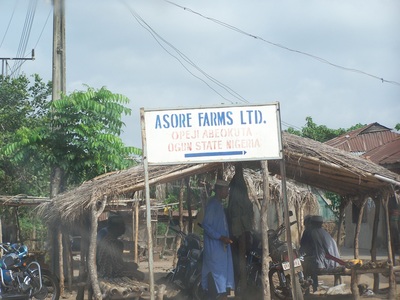 ASORE FARMS LTD.
OPEJI ABEOKUTA
OGUN STATE NIGERIA